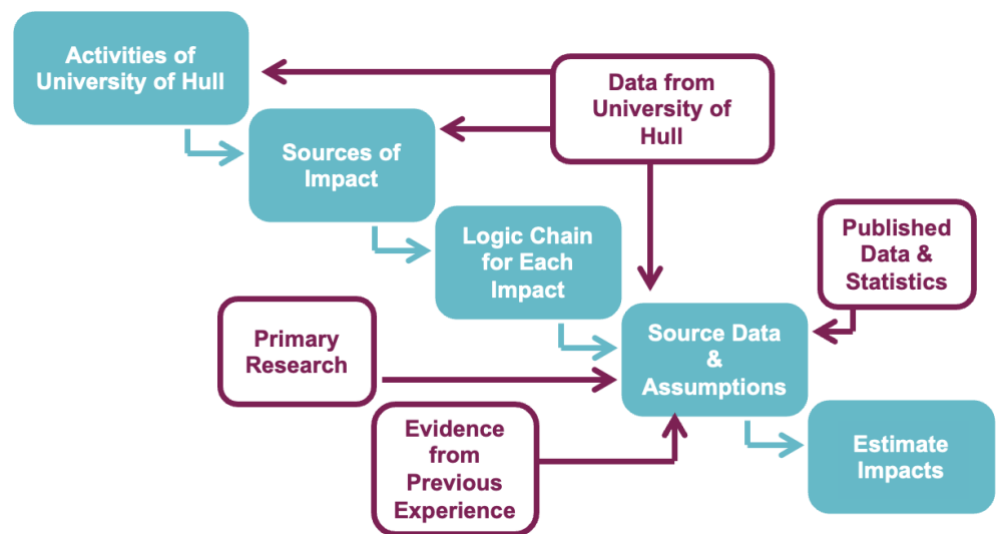 Activities of
University of Hull
Data from
University of
Hull
Sources of
Impact
Logic Chain
for Each
Impact
Published
Data &
Statistics
Primary
Research
Source Data
&
Assumptions
Evidence
from
Previous
Experience
Estimate
Impacts